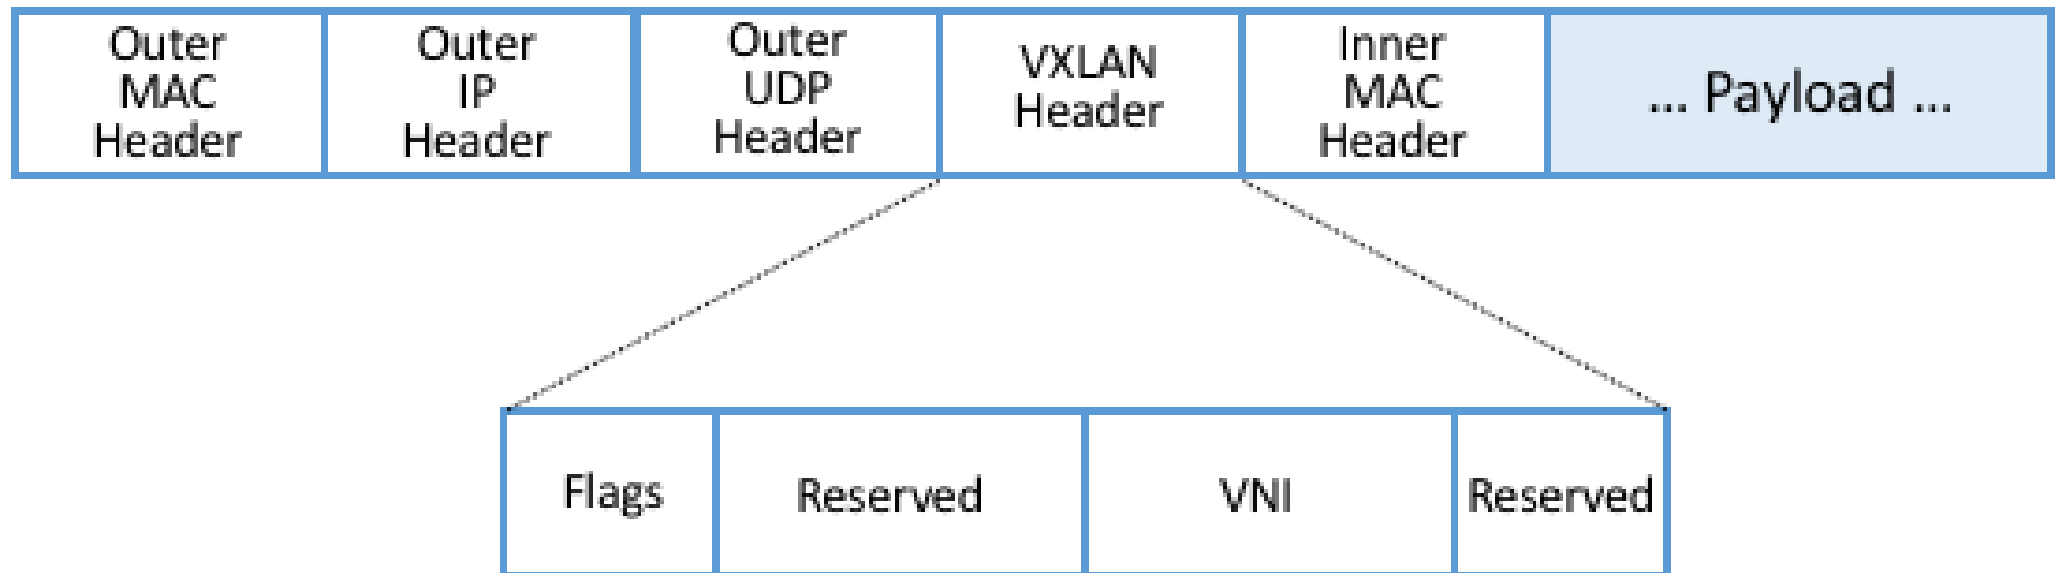 Outer
MAC
Header
Outer
IP
Header
Outer
UDP
Header
VXLAN
Header
Inner
MAC
Header
... Payload ...
Flags
Reserved
VNI
Reserved